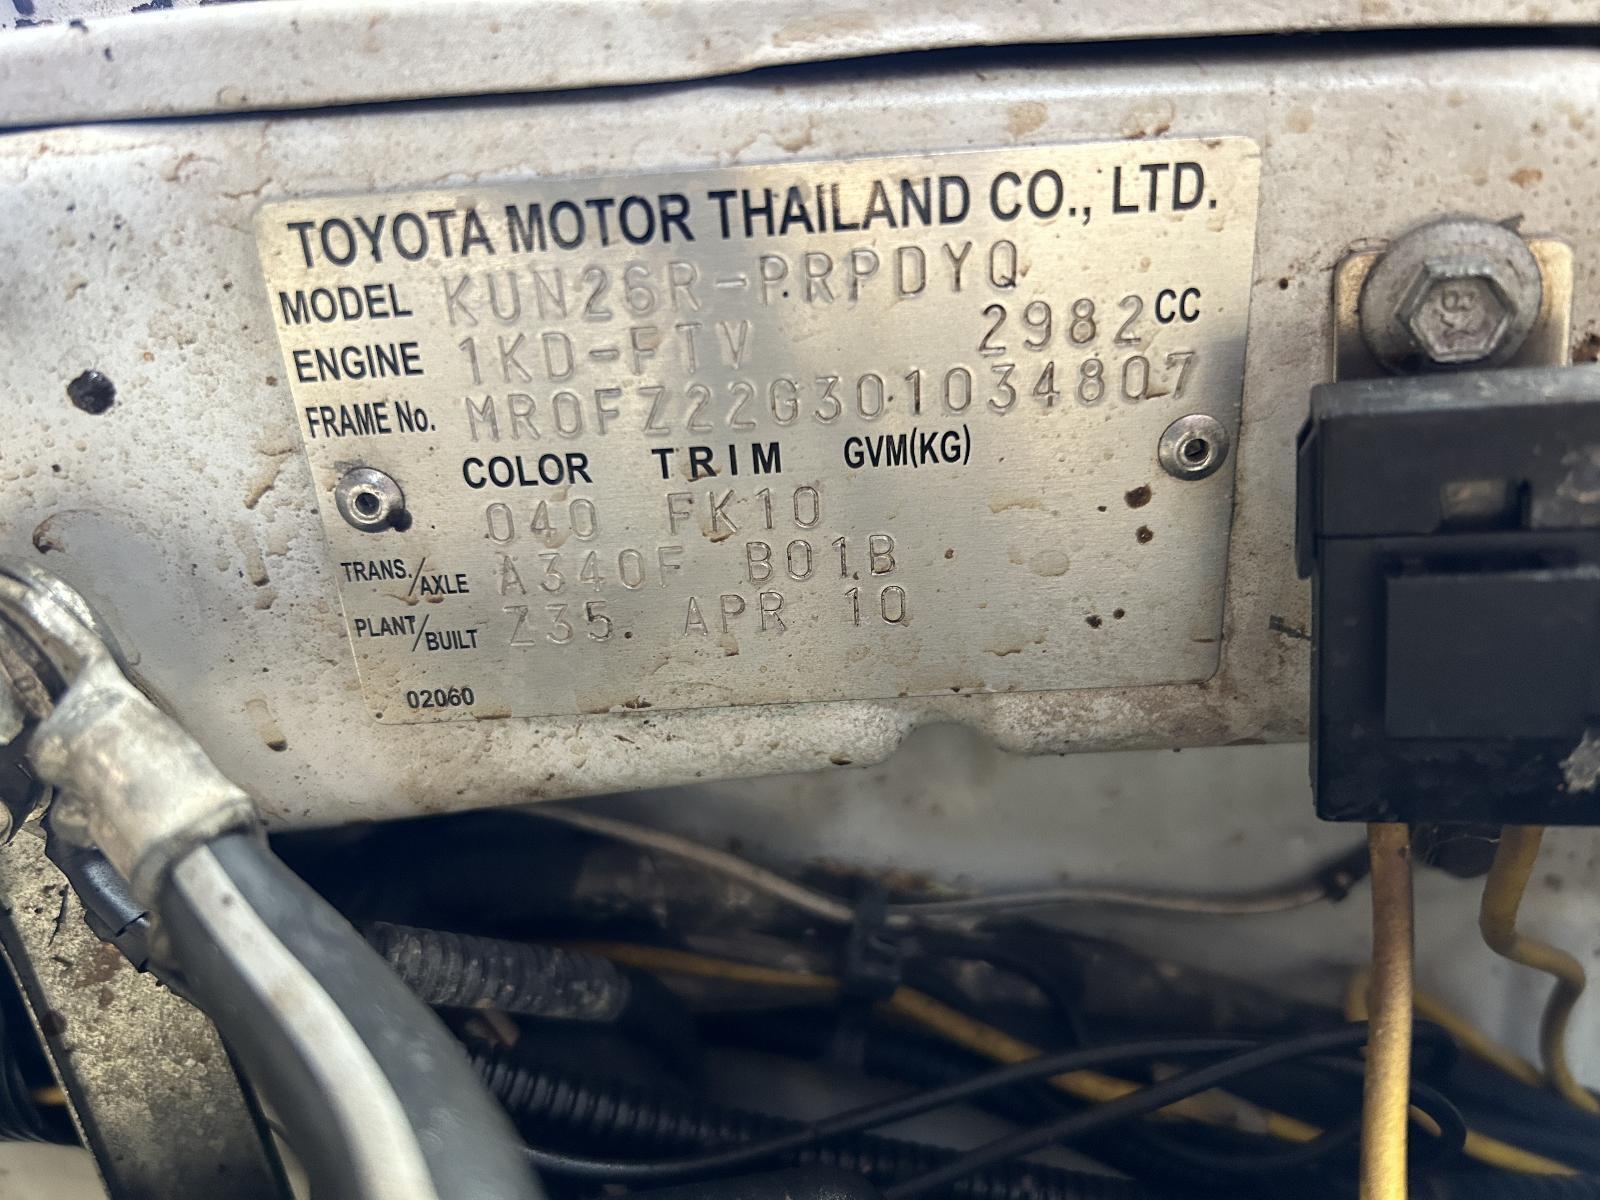 TOYOTA MOTOR THAILAND CO., LTD.
MODEL KUN26R-PRPDYQ
ENGINE 1KD-FTV 2982 CC
FRAME No. MR0FZ22G301034807
COLOR TRIM GVM(KG)
040 FK10
TRANS./AXLE A340F B01B
PLANT/BUILT Z35 APR 10
02060